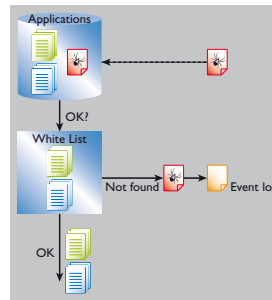 Applications
OK?
White List
Not found
Event lo
OK